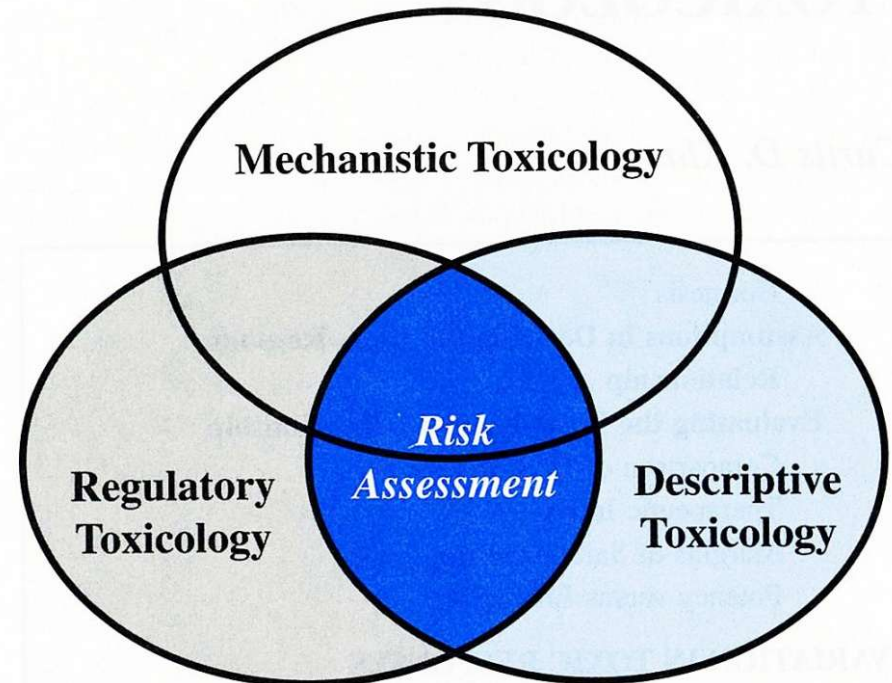 Mechanistic Toxicology
Risk
Assessment
Regulatory
Toxicology
Descriptive
Toxicology